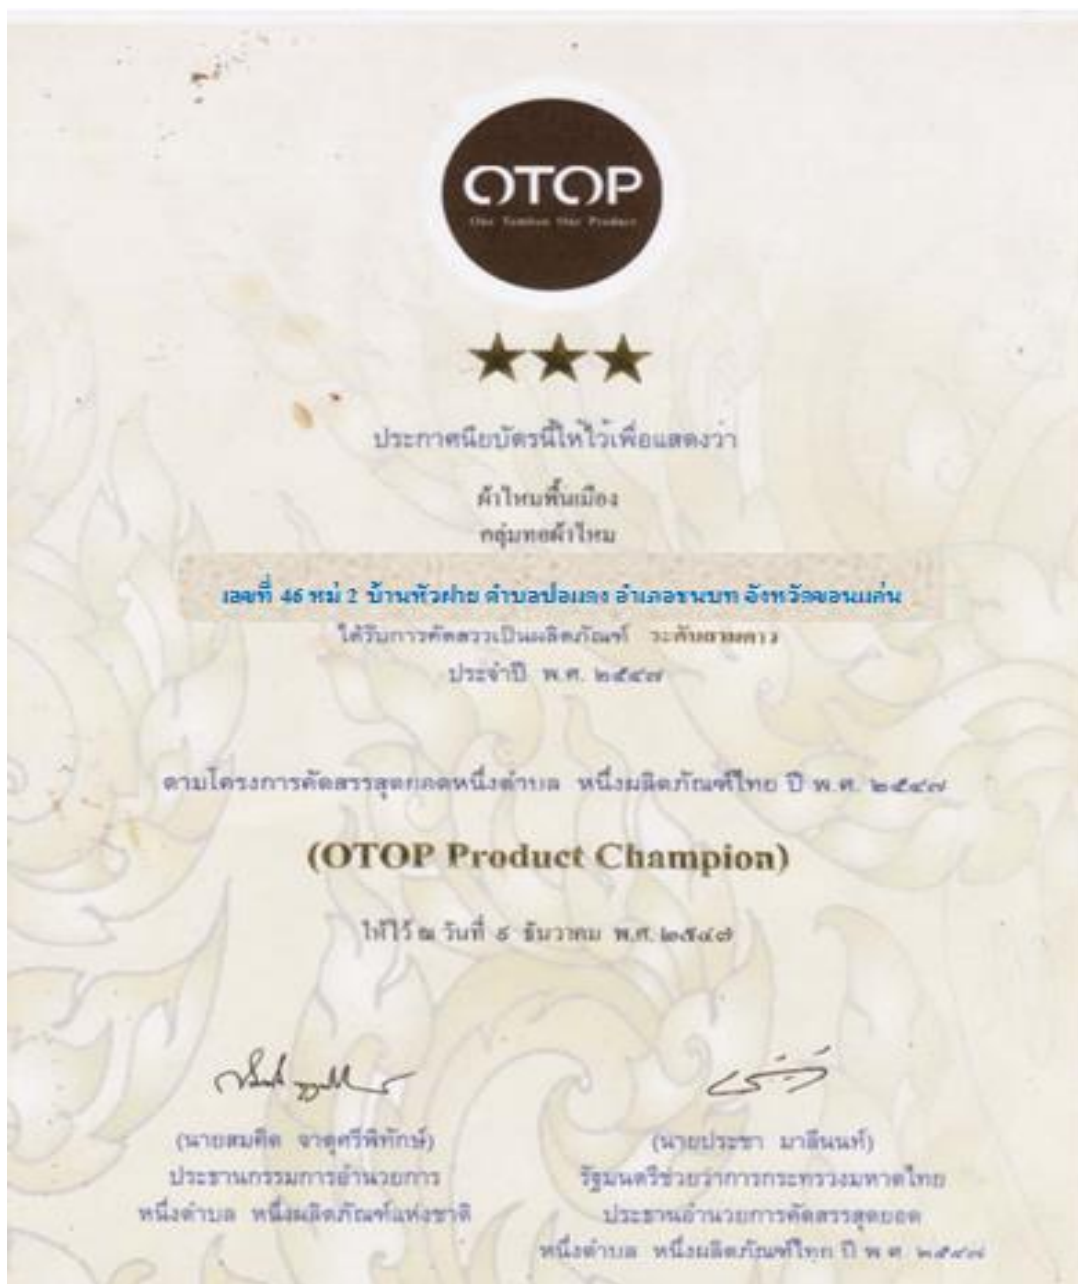 OTOP
One Tambon One Product
ประกาศนียบัตรนี้ให้ไว้เพื่อแสดงว่า
ผ้าไหมพื้นเมือง
กลุ่มทอผ้าไหม
เลขที่ 46 หมู่ 2 บ้านหัวฝาย ตำบลปอแดง อำเภอชนบท จังหวัดขอนแก่น
ได้รับการคัดสรรเป็นผลิตภัณฑ์ ระดับสามดาว
ประจำปี พ.ศ. ๒๕๔๗
ตามโครงการคัดสรรสุดยอดหนึ่งตำบล หนึ่งผลิตภัณฑ์ไทย ปี พ.ศ. ๒๕๔๗
(OTOP Product Champion)
ให้ไว้ ณ วันที่ ๙ ธันวาคม พ.ศ. ๒๕๔๗
(นายสมคิด จาตุศรีพิทักษ์)
ประธานกรรมการอำนวยการ
หนึ่งตำบล หนึ่งผลิตภัณฑ์แห่งชาติ
(นายประชา มาลีนนท์)
รัฐมนตรีช่วยว่าการกระทรวงมหาดไทย
ประธานอำนวยการคัดสรรสุดยอด
หนึ่งตำบล หนึ่งผลิตภัณฑ์ไทย ปี พ.ศ. ๒๕๔๗